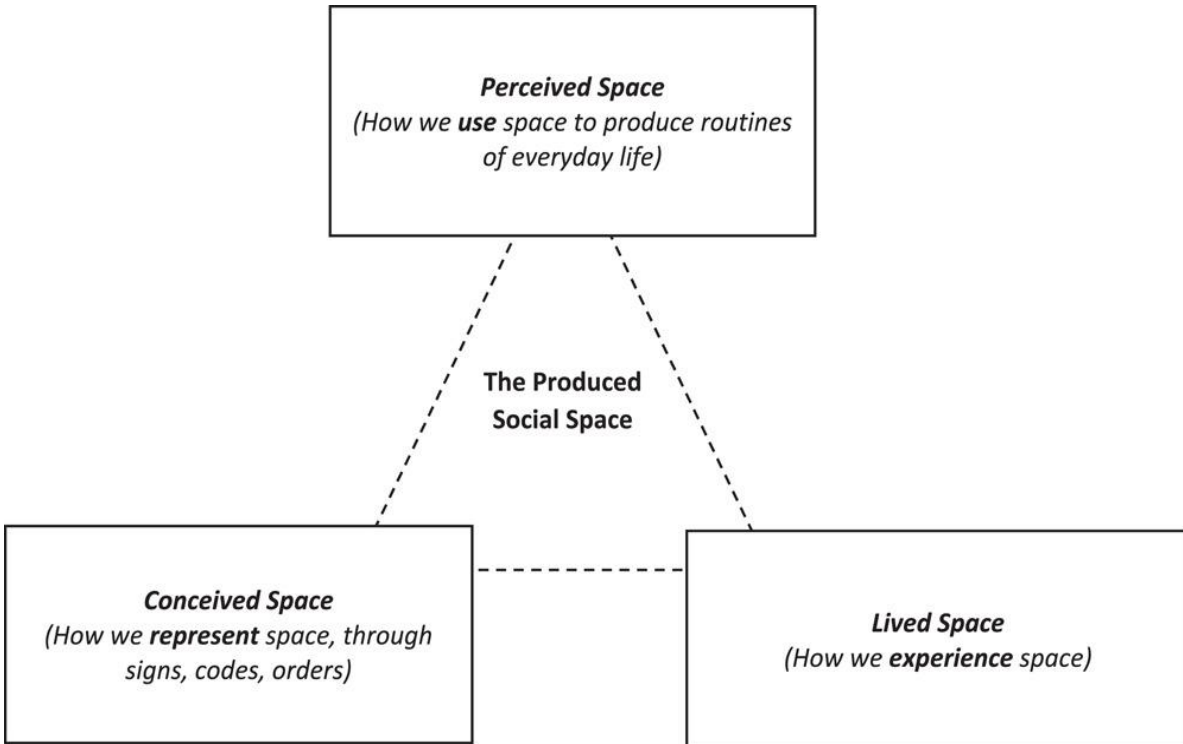 Perceived Space
(How we use space to produce routines
of everyday life)
The Produced
Social Space
Conceived Space
(How we represent space, through
signs, codes, orders)
Lived Space
(How we experience space)